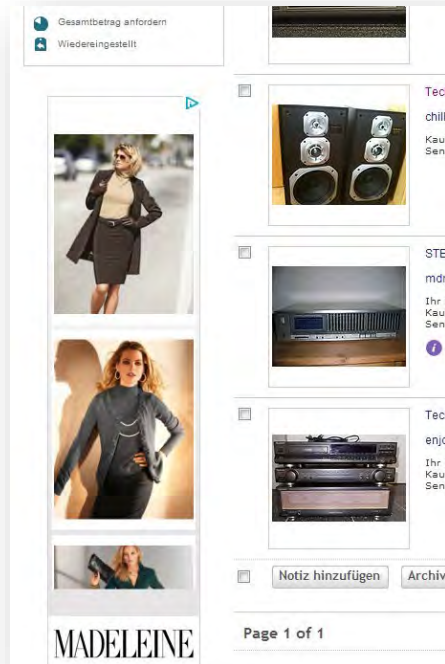 Gesamtbetrag anfordern
Wiedereingestellt
Tec
chill
Kau
Sen
STE
mdr
Ihr
Kau
Sen
i
Tec
enjo
Ihr
Kau
Sen
Notiz hinzufügen
Archiv
Page 1 of 1
MADELEINE